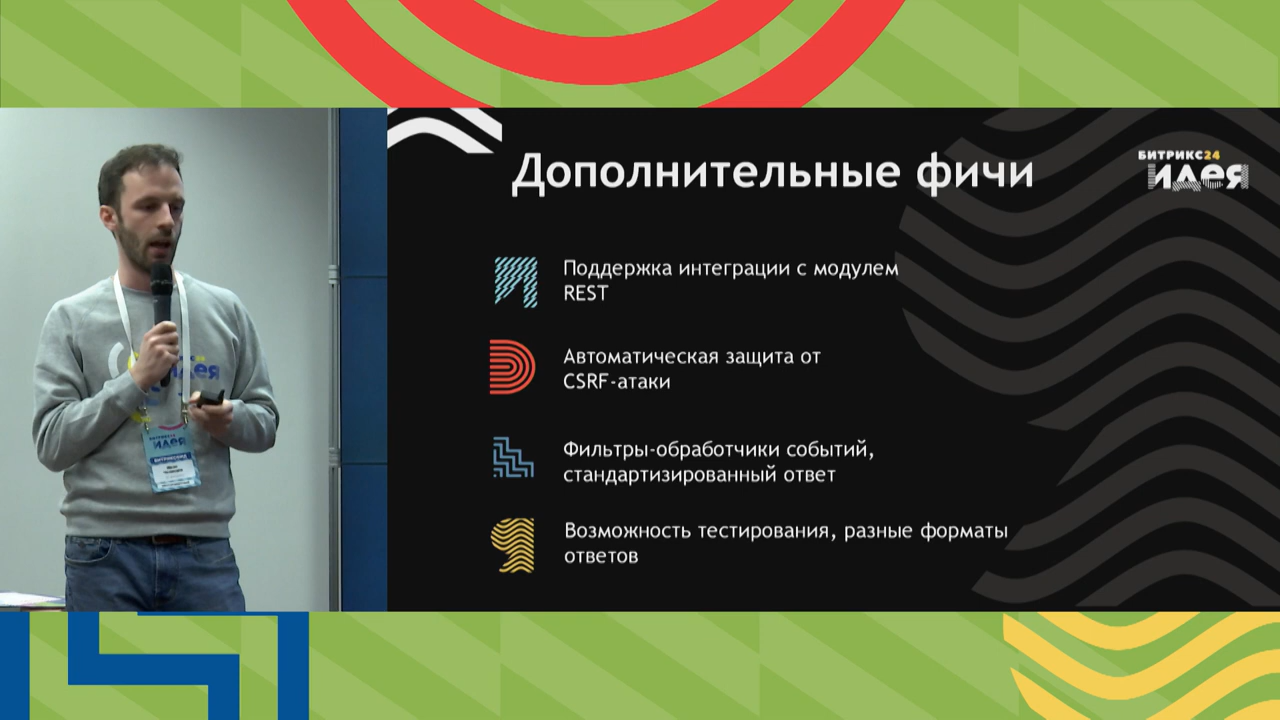 Дополнительные фичи
БИТРИКС24
идея
Поддержка интеграции с модулем
REST
Автоматическая защита от
CSRF-атаки
Фильтры-обработчики событий,
стандартизированный ответ
Возможность тестирования, разные форматы
ответов
идея